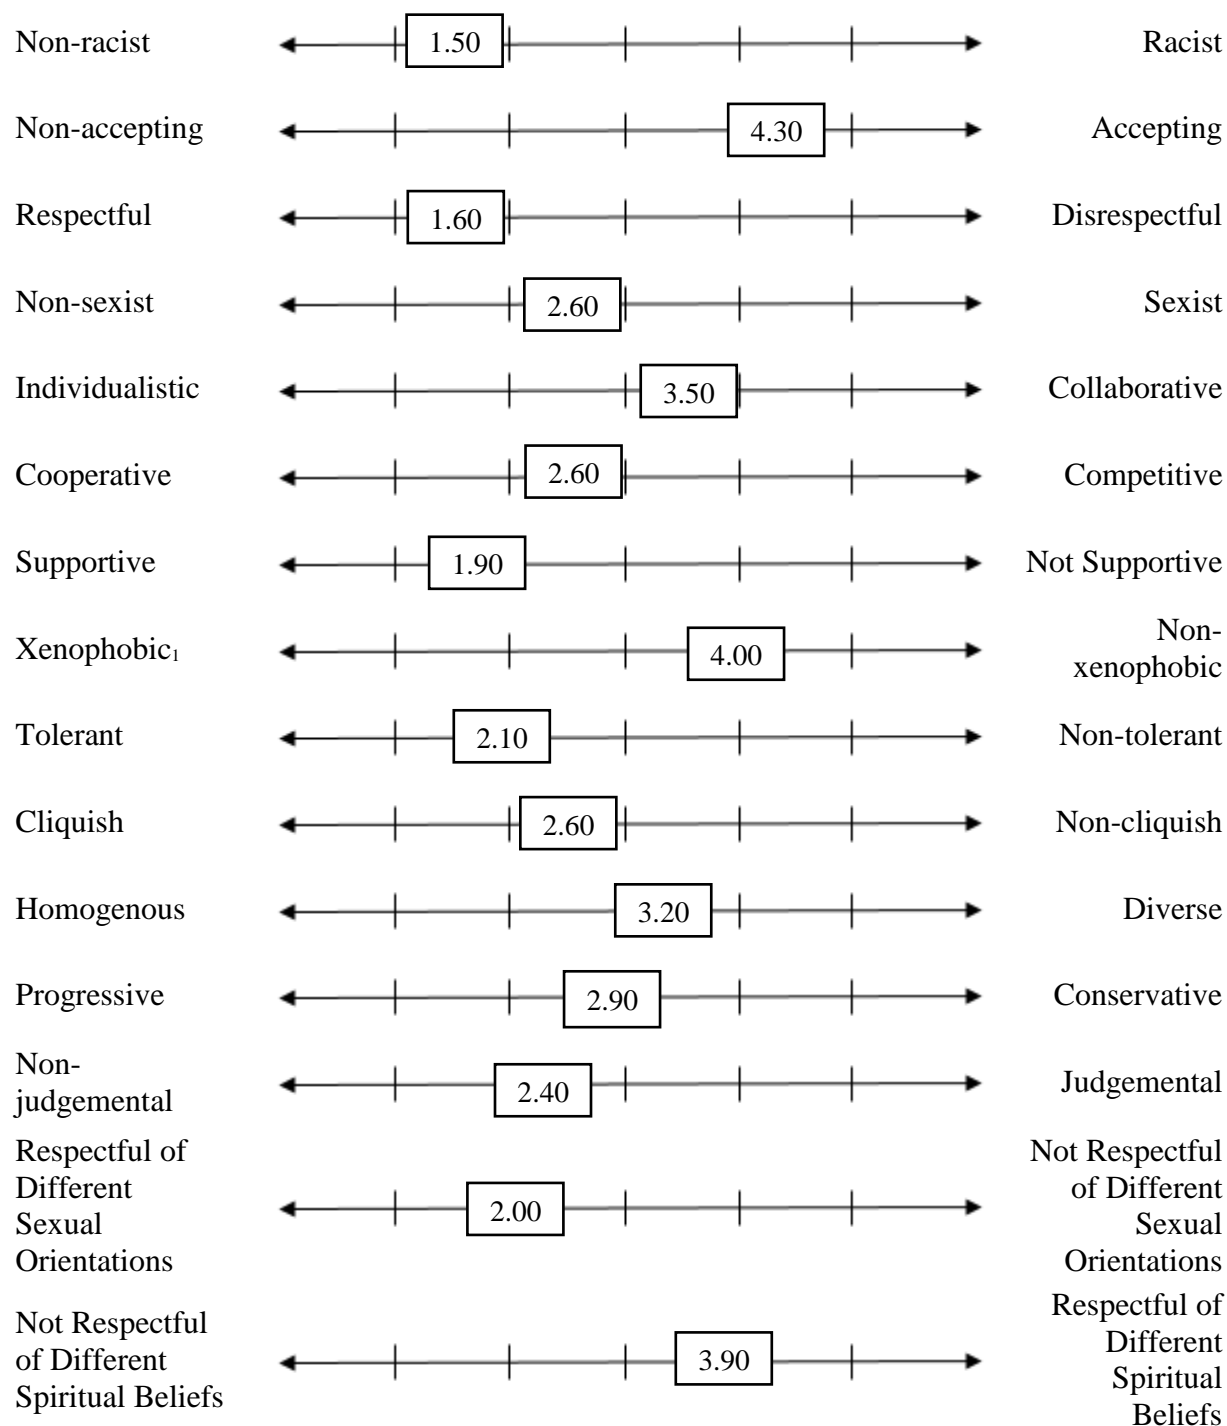 Non-racist 1.50 Racist
Non-accepting 4.30 Accepting
Respectful 1.60 Disrespectful
Non-sexist 2.60 Sexist
Individualistic 3.50 Collaborative
Cooperative 2.60 Competitive
Supportive 1.90 Not Supportive
Xenophobic₁ 4.00 Non-
xenophobic
Tolerant 2.10 Non-tolerant
Cliquish 2.60 Non-cliquish
Homogenous 3.20 Diverse
Progressive 2.90 Conservative
Non-
judgemental 2.40 Judgemental
Respectful of
Different
Sexual
Orientations
2.00
Not Respectful
of Different
Sexual
Orientations
Not Respectful
of Different
Spiritual Beliefs
3.90
Respectful of
Different
Spiritual
Beliefs